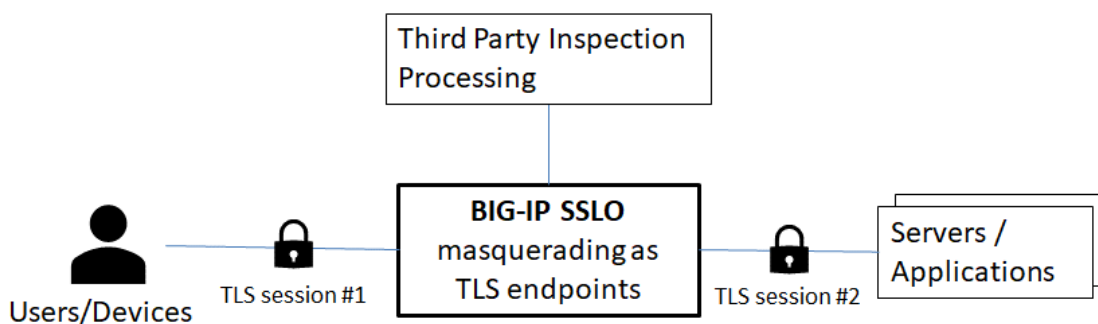 Third Party Inspection
Processing
BIG-IP SSLO
masquerading as
TLS endpoints
Servers /
Applications
Users/Devices
TLS session #1
TLS session #2